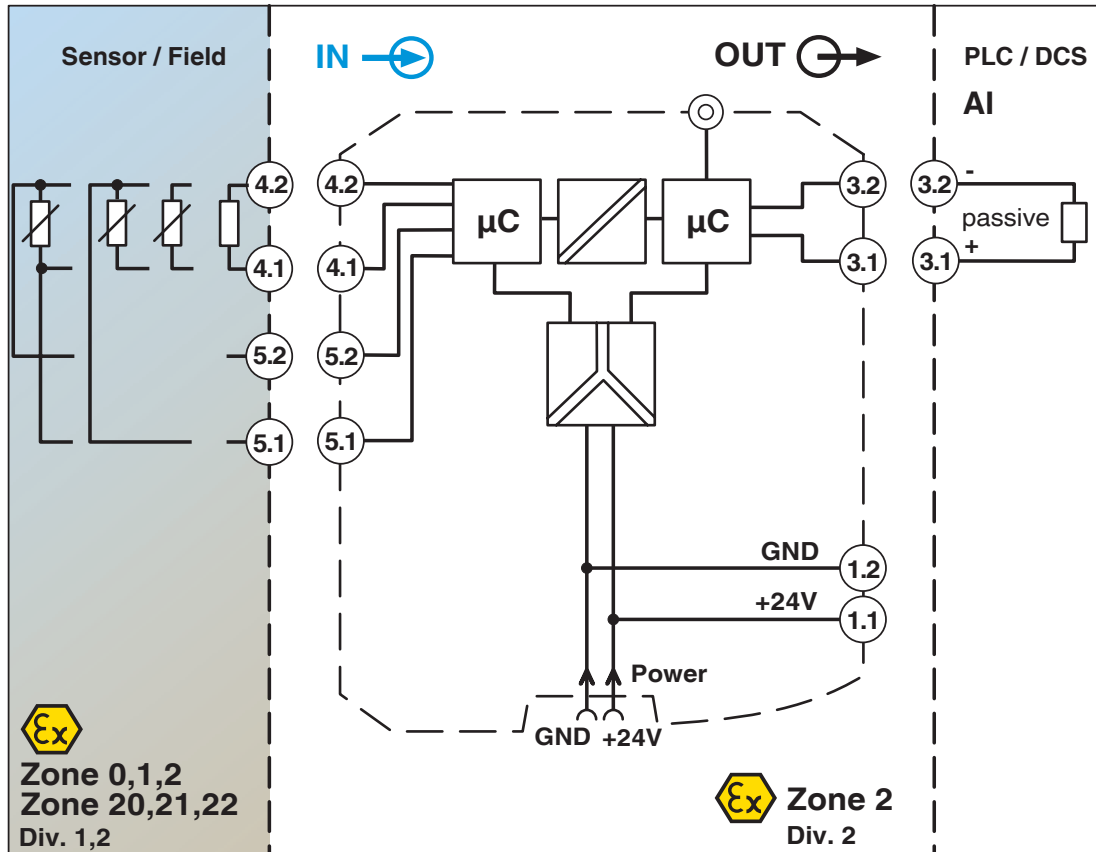 Sensor / Field
IN
OUT
PLC / DCS
AI
4.2
4.2
µC
µC
3.2
3.2
-
passive
4.1
4.1
3.1
3.1
+
5.2
5.2
5.1
5.1
GND
1.2
+24V
1.1
Power
GND +24V
Ex
Zone 0,1,2
Zone 20,21,22
Div. 1,2
Ex
Zone 2
Div. 2